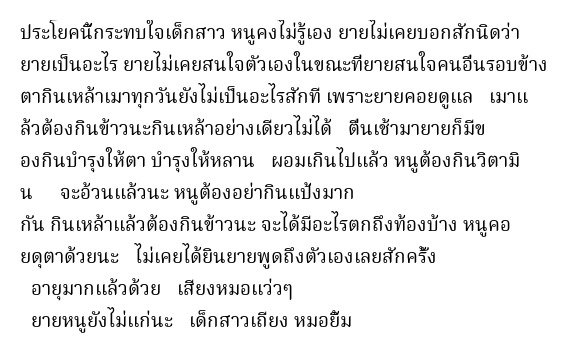 ประโยคนี้กระทบใจเด็กสาว หนูคงไม่รู้เอง ยายไม่เคยบอกสักนิดว่า
ยายเป็นอะไร ยายไม่เคยสนใจตัวเองในขณะที่ยายสนใจคนอื่นรอบข้าง
ตากินเหล้าเมาทุกวันยังไม่เป็นอะไรสักที เพราะยายคอยดูแล   เมาแ
ล้วต้องกินข้าวนะกินเหล้าอย่างเดียวไม่ได้   ตื่นเช้ามายายก็มีข
องกินบำรุงให้ตา บำรุงให้หลาน   ผอมเกินไปแล้ว หนูต้องกินวิตามิ
น      จะอ้วนแล้วนะ หนูต้องอย่ากินแป้งมาก
กัน กินเหล้าแล้วต้องกินข้าวนะ จะได้มีอะไรตกถึงท้องบ้าง หนูคอ
ยดุตาด้วยนะ   ไม่เคยได้ยินยายพูดถึงตัวเองเลยสักครั้ง
อายุมากแล้วด้วย   เสียงหมอแว่วๆ
ยายหนูยังไม่แก่นะ   เด็กสาวเถียง หมอยิ้ม